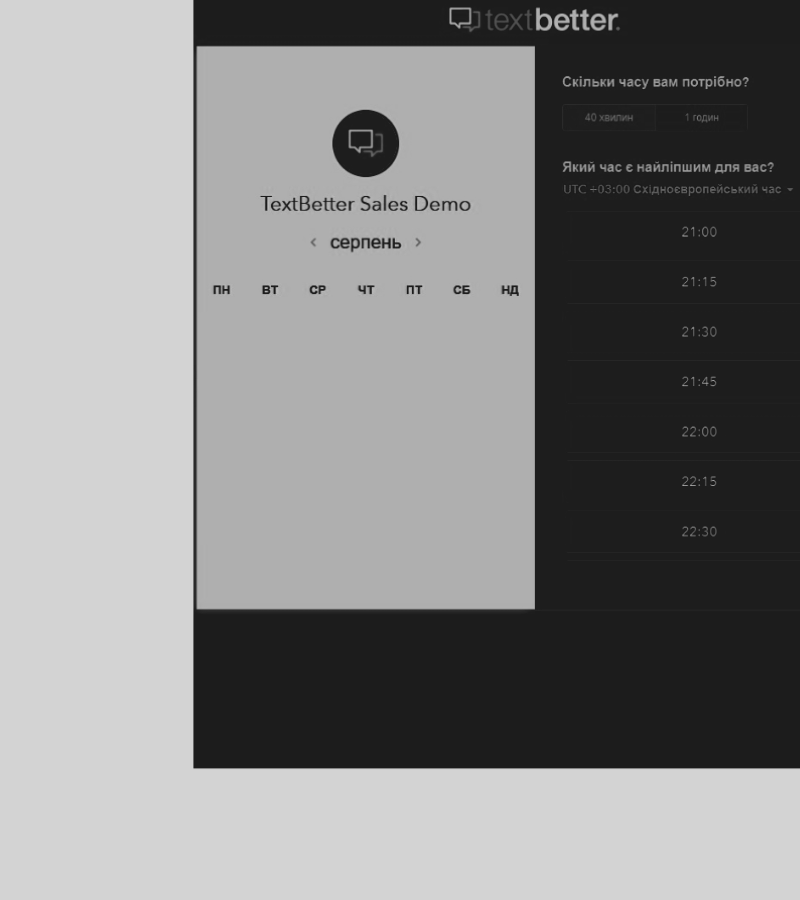 textbetter.
TextBetter Sales Demo
серпень
ПН ВТ СР ЧТ ПТ СБ НД
Скільки часу вам потрібно?
40 хвилин 1 годин
Який час є найліпшим для вас?
UTC +03:00 Східноєвропейський час
21:00
21:15
21:30
21:45
22:00
22:15
22:30